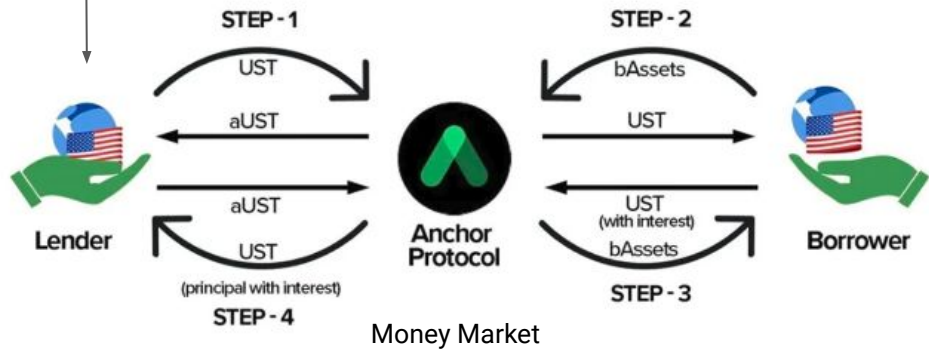 STEP - 1
UST
aUST
Lender
aUST
UST
(principal with interest)
STEP - 4
Anchor
Protocol
STEP - 2
bAssets
UST
UST
(with interest)
bAssets
STEP - 3
Borrower
Money Market